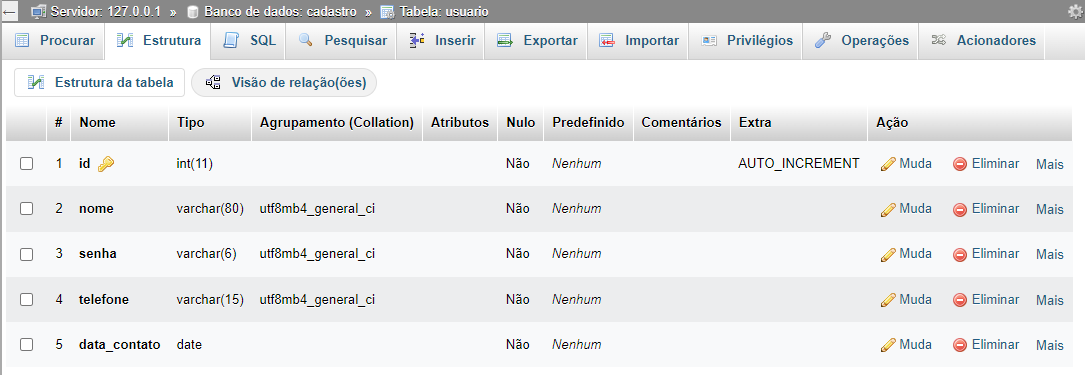 Servidor: 127.0.0.1 » Banco de dados: cadastro » Tabela: usuario
Procurar Estrutura SQL Pesquisar Inserir Exportar Importar Privilégios Operações Acionadores
Estrutura da tabela Visão de relação(ões)
# Nome Tipo Agrupamento (Collation) Atributos Nulo Predefinido Comentários Extra Ação
1 id int(11) Não Nenhum AUTO_INCREMENT Muda Eliminar Mais
2 nome varchar(80) utf8mb4_general_ci Não Nenhum Muda Eliminar Mais
3 senha varchar(6) utf8mb4_general_ci Não Nenhum Muda Eliminar Mais
4 telefone varchar(15) utf8mb4_general_ci Não Nenhum Muda Eliminar Mais
5 data_contato date Não Nenhum Muda Eliminar Mais